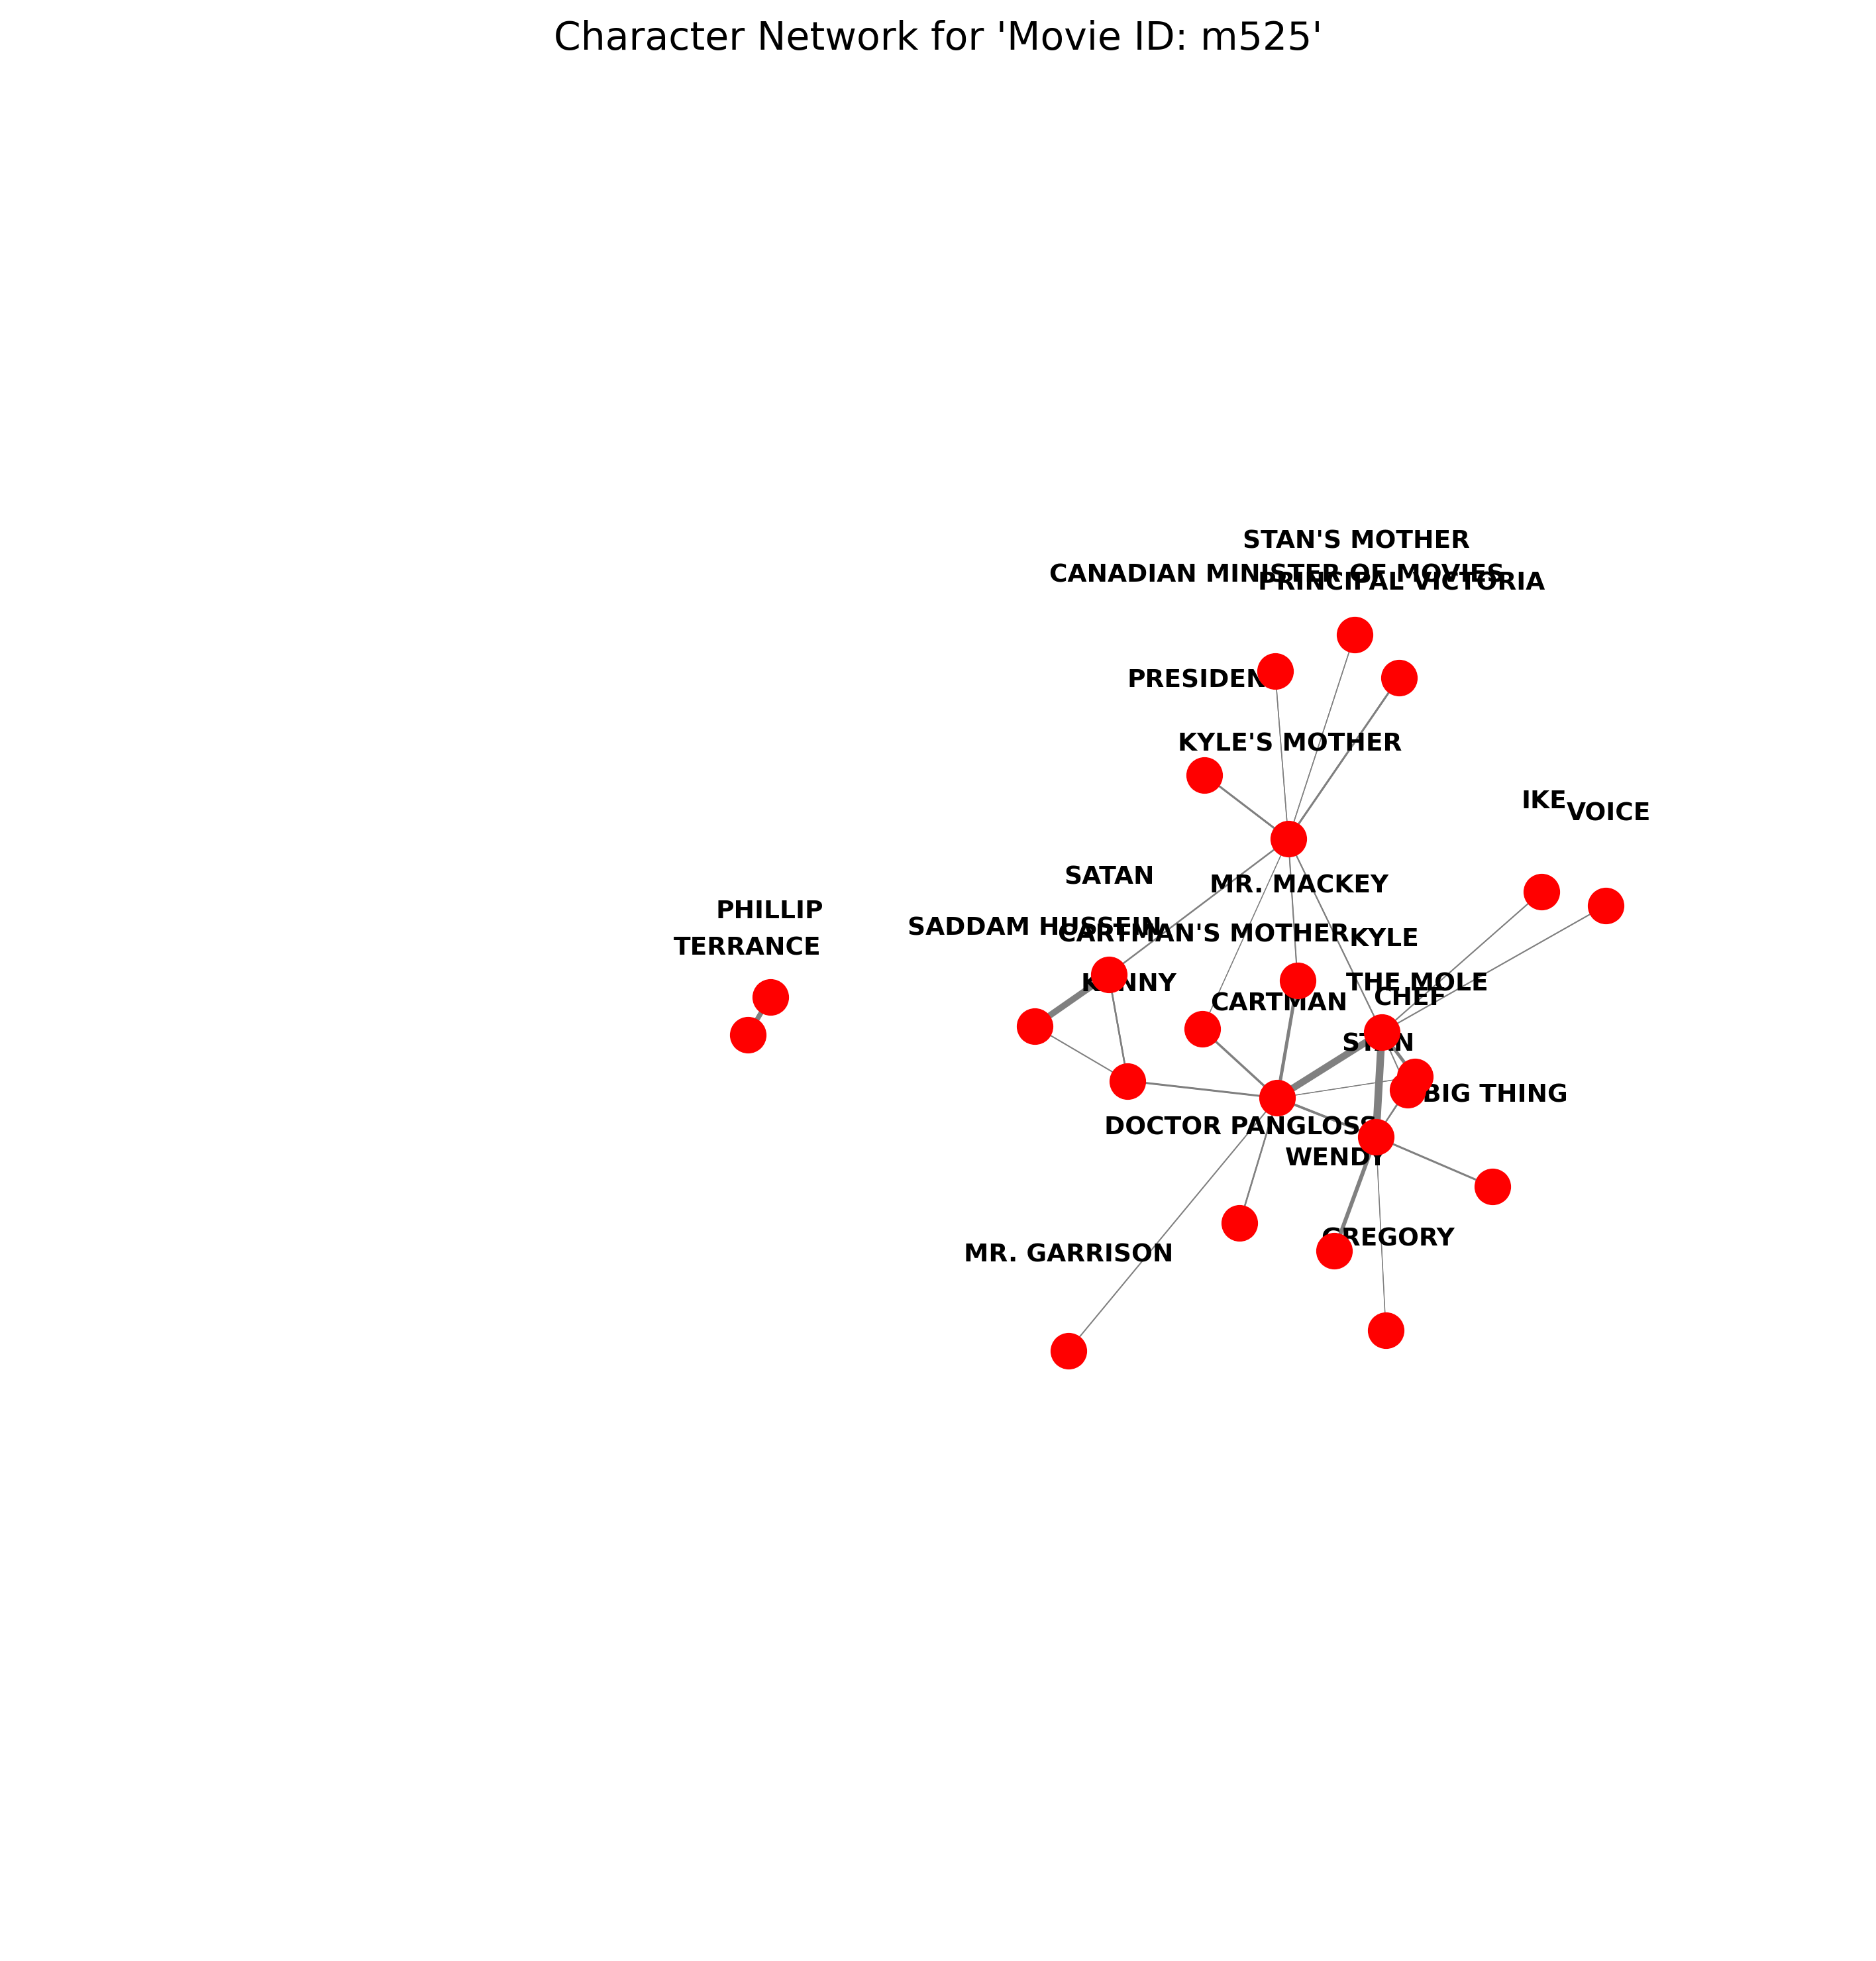 Character Network for 'Movie ID: m525'
STAN'S MOTHER
CANADIAN MINISTER OF MOVIES
PRINCIPAL VICTORIA
PRESIDEN
KYLE'S MOTHER
IKE
VOICE
SATAN
MR. MACKEY
PHILLIP
SADDAM HUSSEIN
CARTMAN'S MOTHER
KYLE
TERRANCE
KENNY
THE MOLE
CHEF
CARTMAN
STAN
BIG THING
DOCTOR PANGLOSS
WENDY
GREGORY
MR. GARRISON